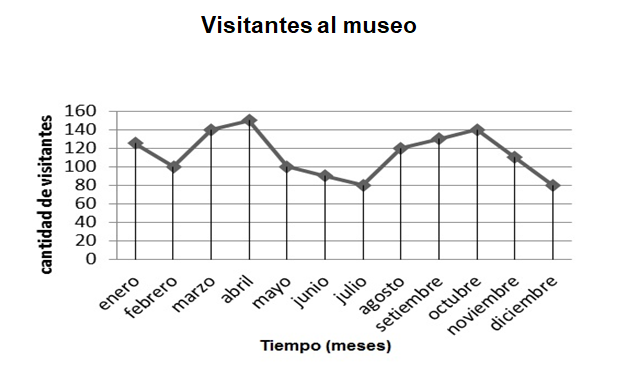 Visitantes al museo
cantidad de visitantes
160
140
120
100
80
60
40
20
0
enero
febrero
marzo
abril
mayo
junio
julio
agosto
setiembre
octubre
noviembre
diciembre
Tiempo (meses)